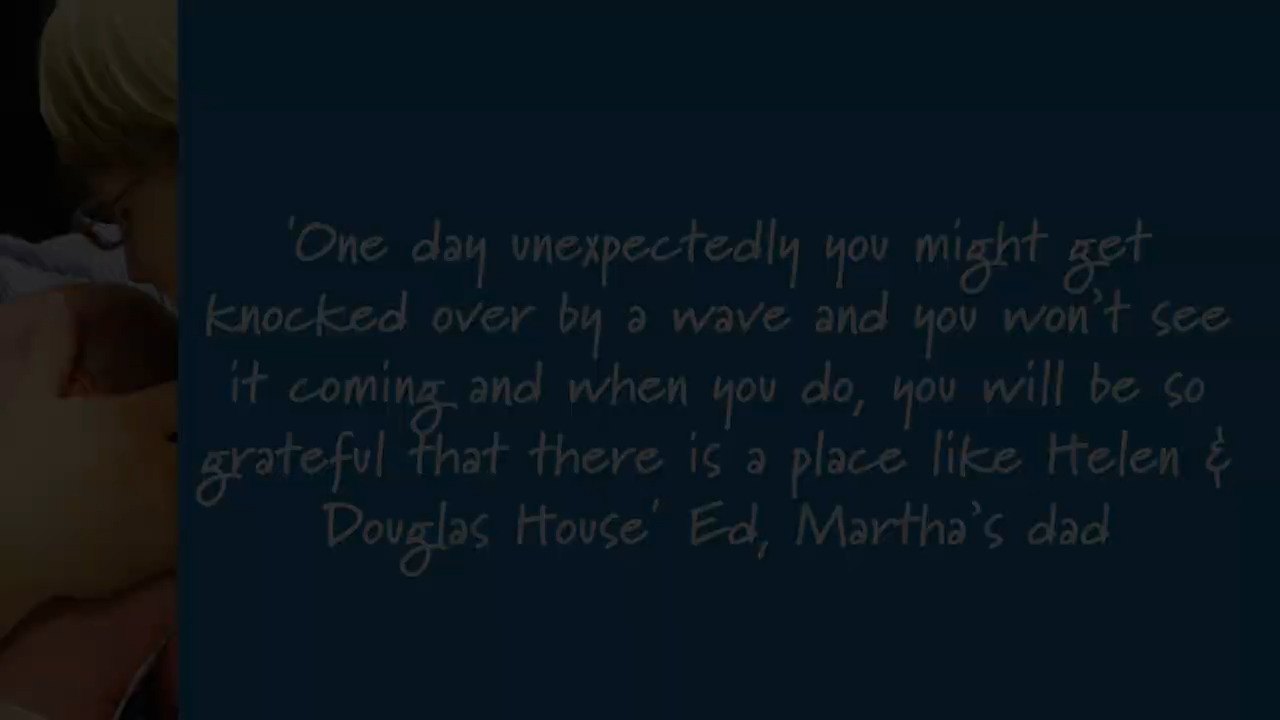 'One day unexpectedly you might get
knocked over by a wave and you won't see
it coming and when you do, you will be so
grateful that there is a place like Helen &
Douglas House' Ed, Martha's dad